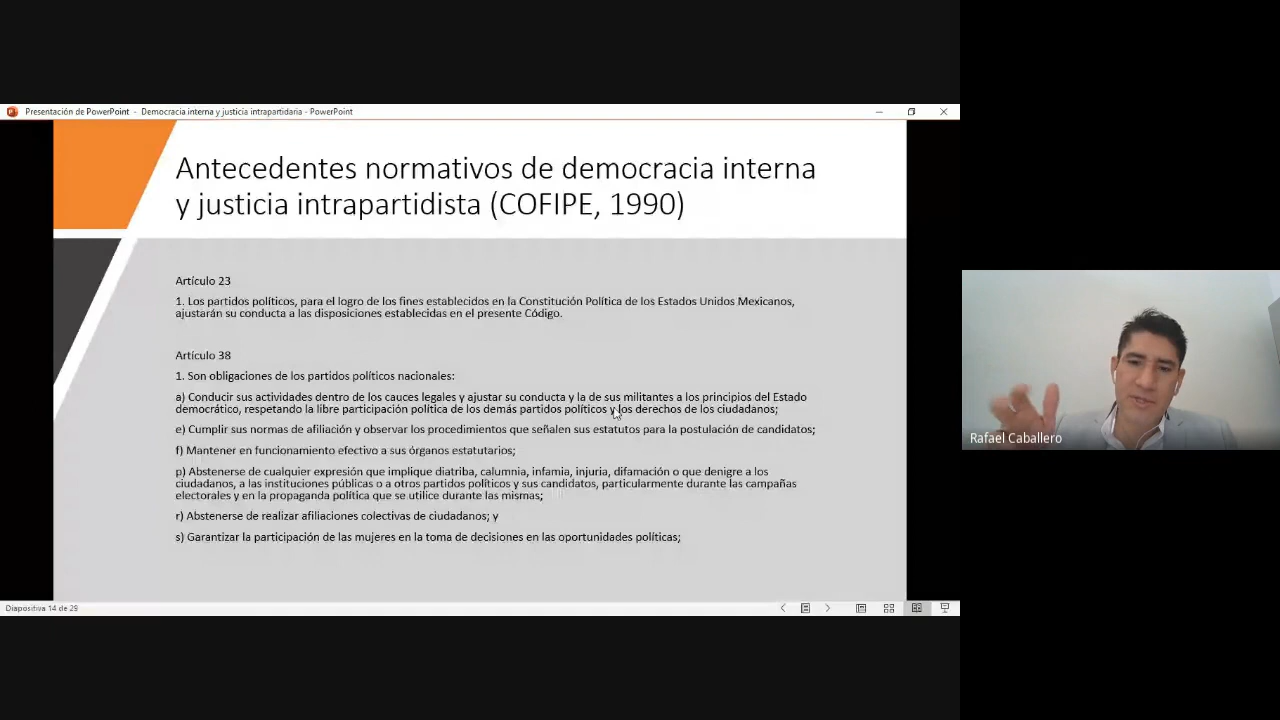 Presentación de PowerPoint - Democracia interna y justicia intrapartidaria - PowerPoint
Antecedentes normativos de democracia interna
y justicia intrapartidista (COFIPE, 1990)
Artículo 23
1. Los partidos políticos, para el logro de los fines establecidos en la Constitución Política de los Estados Unidos Mexicanos,
ajustarán su conducta a las disposiciones establecidas en el presente Código.
Artículo 38
1. Son obligaciones de los partidos políticos nacionales:
a) Conducir sus actividades dentro de los cauces legales y ajustar su conducta y la de sus militantes a los principios del Estado
democrático, respetando la libre participación política de los demás partidos políticos y los derechos de los ciudadanos;
e) Cumplir sus normas de afiliación y observar los procedimientos que señalen sus estatutos para la postulación de candidatos;
f) Mantener en funcionamiento efectivo a sus órganos estatutarios;
p) Abstenerse de cualquier expresión que implique diatriba, calumnia, infamia, injuria, difamación o que denigre a los
ciudadanos, a las instituciones públicas o a otros partidos políticos y sus candidatos, particularmente durante las campañas
electorales y en la propaganda política que se utilice durante las mismas;
r) Abstenerse de realizar afiliaciones colectivas de ciudadanos; y
s) Garantizar la participación de las mujeres en la toma de decisiones en las oportunidades políticas;
Diapositiva 14 de 29
Rafael Caballero